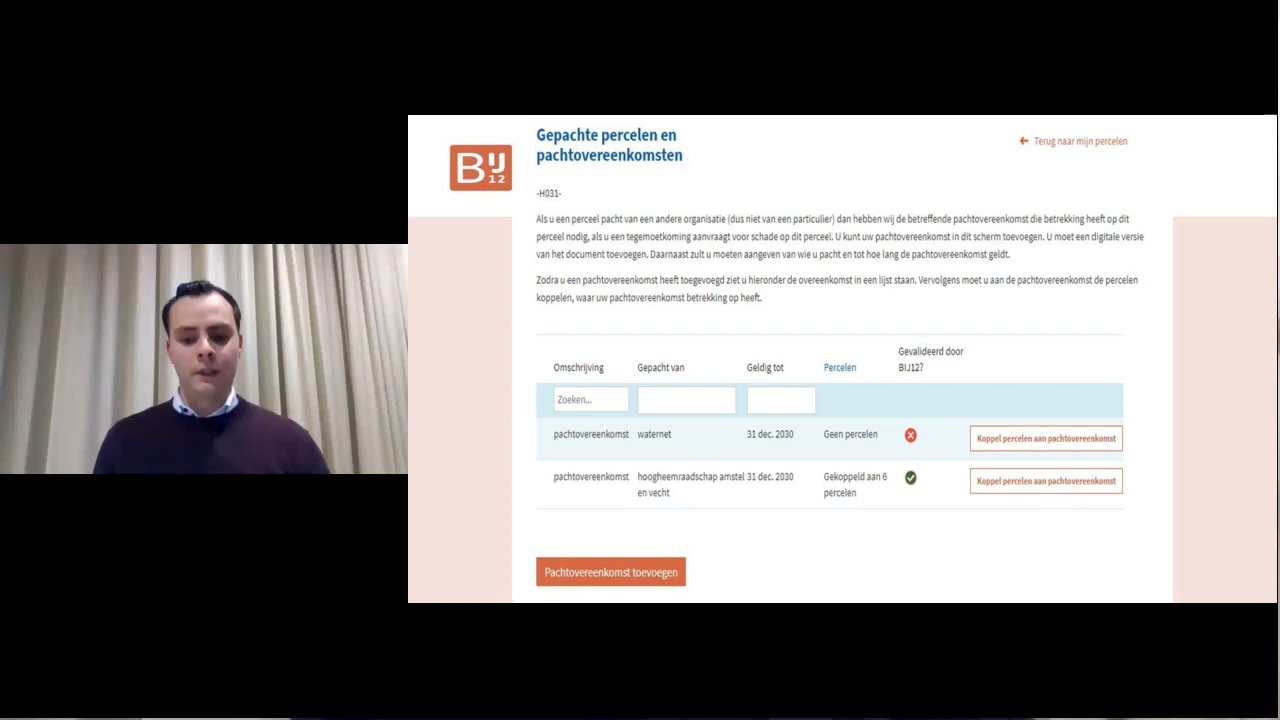 Gepachte percelen en
pachtovereenkomsten
Terug naar mijn percelen
BIJ
12
-H031-
Als u een perceel pacht van een andere organisatie (dus niet van een particulier) dan hebben wij de betreffende pachtovereenkomst die betrekking heeft op dit
perceel nodig, als u een tegemoetkoming aanvraagt voor schade op dit perceel. U kunt uw pachtovereenkomst in dit scherm toevoegen. U moet een digitale versie
van het document toevoegen. Daarnaast zult u moeten aangeven van wie u pacht en tot hoe lang de pachtovereenkomst geldt.
Zodra u een pachtovereenkomst heeft toegevoegd ziet u hieronder de overeenkomst in een lijst staan. Vervolgens moet u aan de pachtovereenkomst de percelen
koppelen, waar uw pachtovereenkomst betrekking op heeft.
Omschrijving Gepacht van Geldig tot Percelen Gevalideerd door
BIJ12?
Zoeken...
pachtovereenkomst waternet 31 dec. 2030 Geen percelen Koppel percelen aan pachtovereenkomst
pachtovereenkomst hoogheemraadschap amstel 31 dec. 2030 Gekoppeld aan 6 Koppel percelen aan pachtovereenkomst
en vecht percelen
Pachtovereenkomst toevoegen